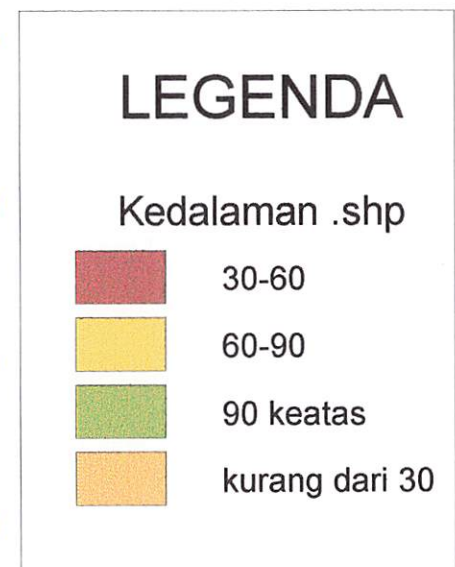 LEGENDA
Kedalaman .shp
30-60
60-90
90 keatas
kurang dari 30